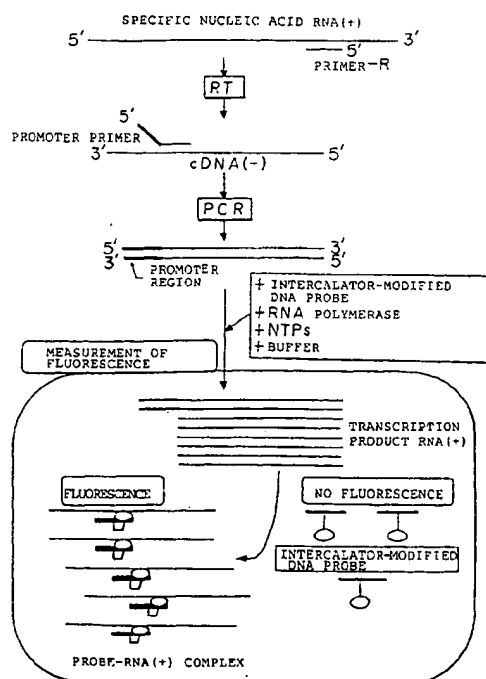 SPECIFIC NUCLEIC ACID RNA(+)
5' 3'
5'
PRIMER-R
RT
5'
PROMOTER PRIMER
3' 5'
cDNA(-)
PCR
5' 3'
3' 5'
PROMOTER
REGION
+ INTERCALATOR-MODIFIED
DNA PROBE
+RNA POLYMERASE
+NTPs
+ BUFFER
MEASUREMENT OF
FLUORESCENCE
TRANSCRIPTION
PRODUCT RNA(+)
FLUORESCENCE
NO FLUORESCENCE
INTERCALATOR-MODIFIED
DNA PROBE
PROBE-RNA(+) COMPLEX